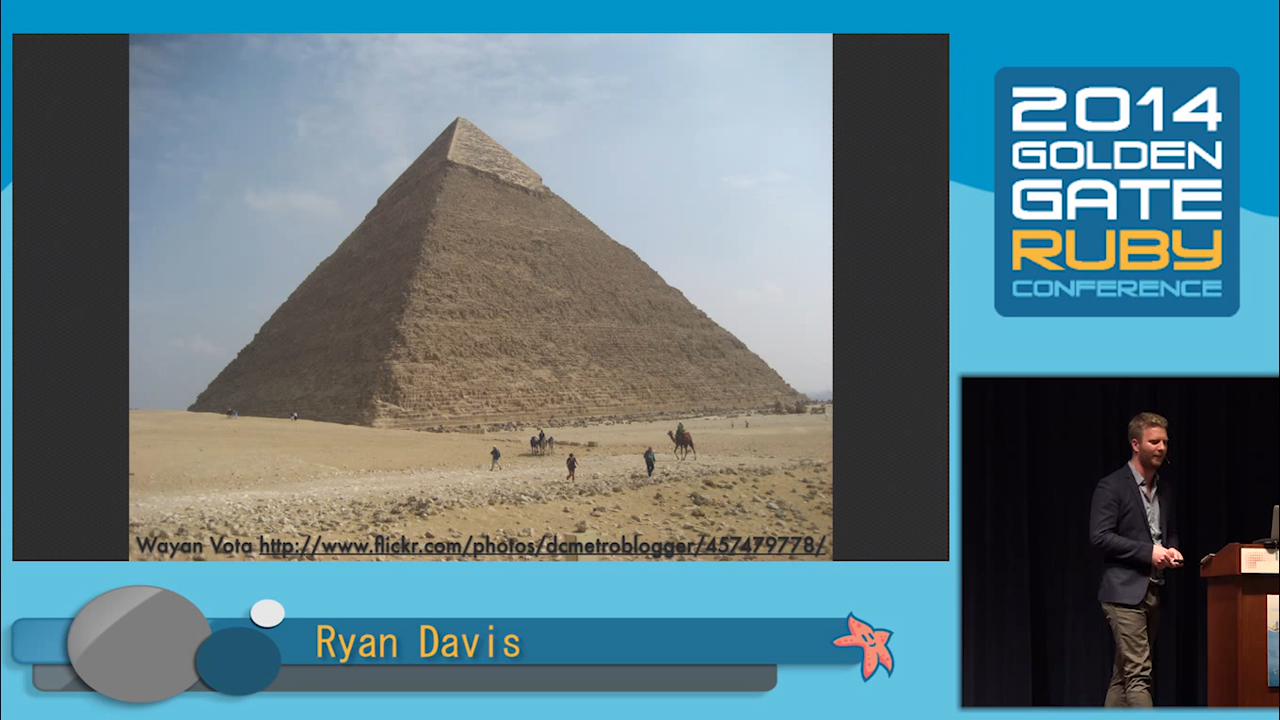 2014
GOLDEN
GATE
RUBY
CONFERENCE
Wayan Vota http://www.flickr.com/photos/dcmetroblogger/457479778/
Ryan Davis